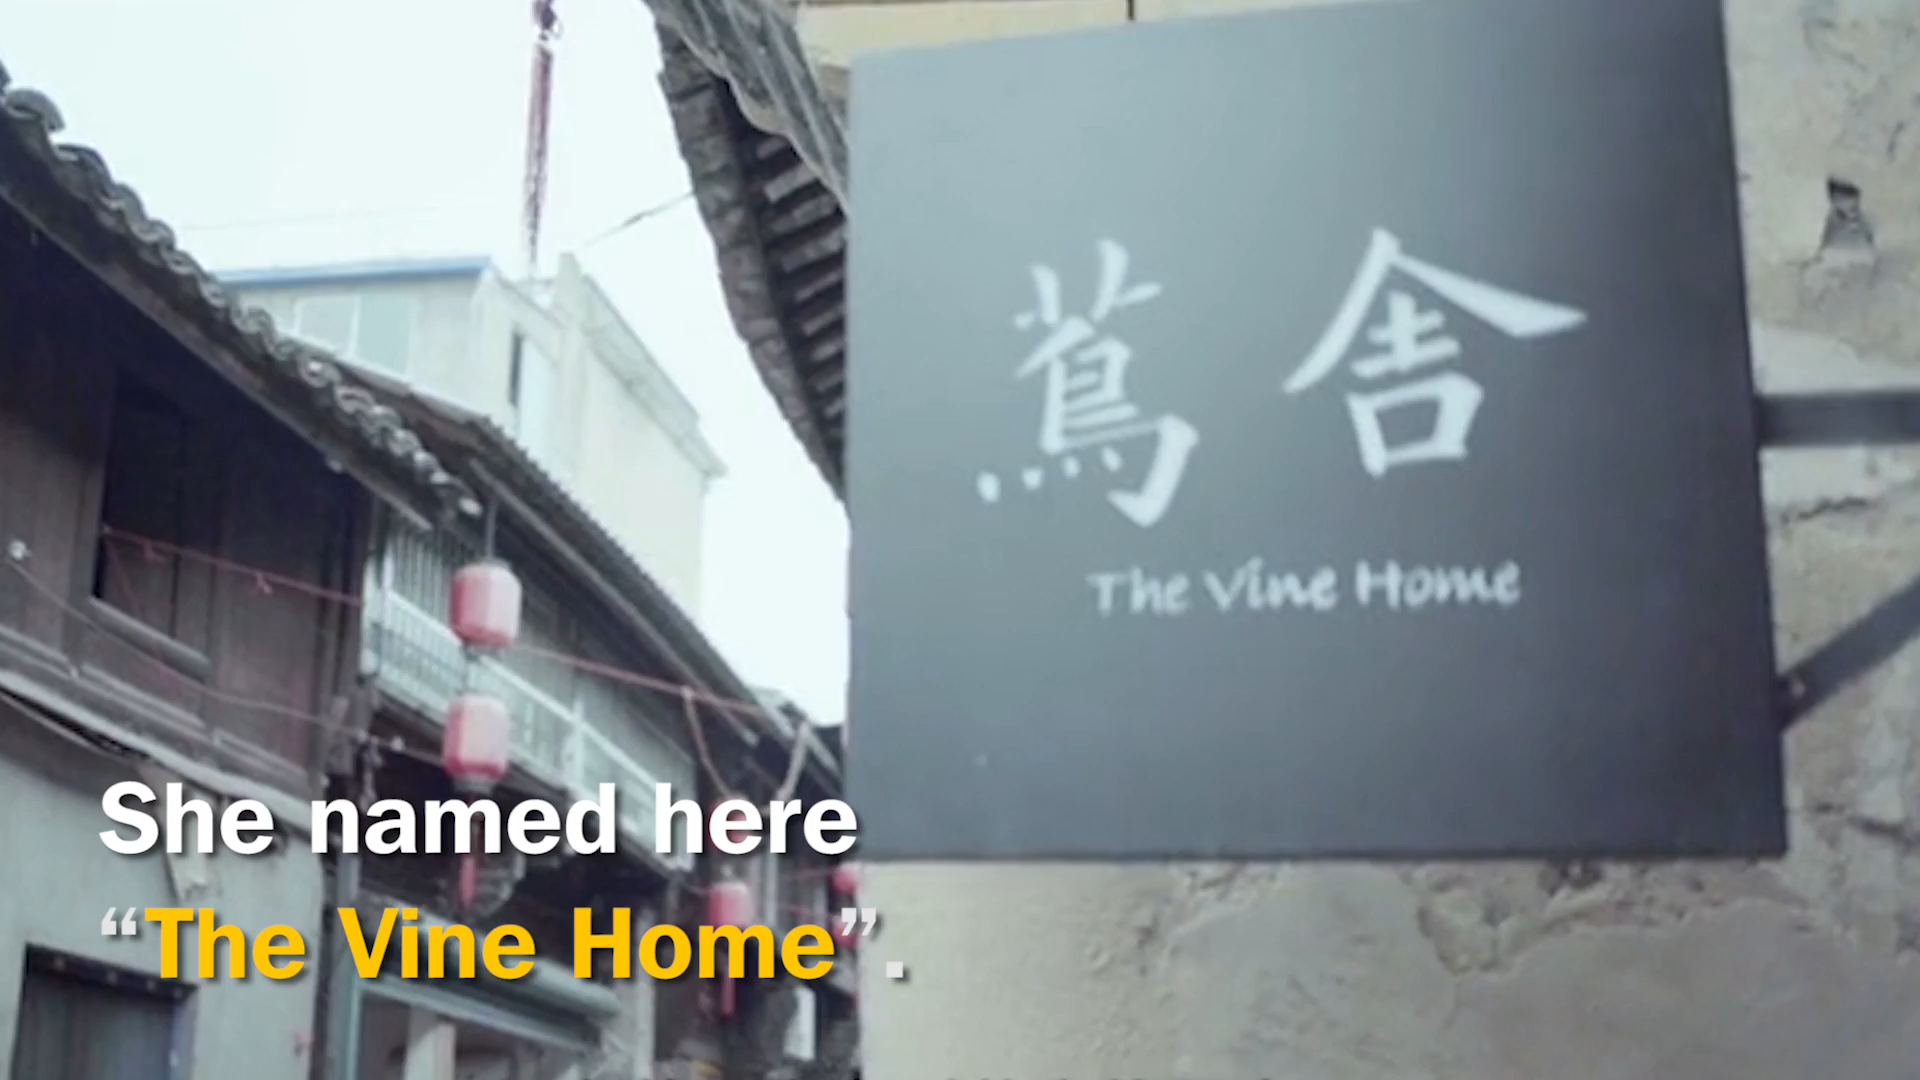 蔦舍
The Vine Home
She named here
“The Vine Home”.